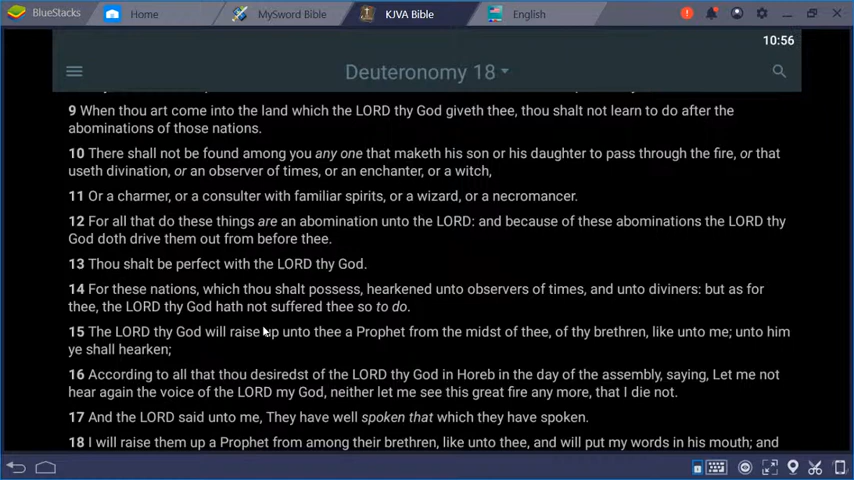 BlueStacks Home MySword Bible KJVA Bible English
10:56
Deuteronomy 18
9 When thou art come into the land which the LORD thy God giveth thee, thou shalt not learn to do after the
abominations of those nations.
10 There shall not be found among you any one that maketh his son or his daughter to pass through the fire, or that
useth divination, or an observer of times, or an enchanter, or a witch,
11 Or a charmer, or a consulter with familiar spirits, or a wizard, or a necromancer.
12 For all that do these things are an abomination unto the LORD: and because of these abominations the LORD thy
God doth drive them out from before thee.
13 Thou shalt be perfect with the LORD thy God.
14 For these nations, which thou shalt possess, hearkened unto observers of times, and unto diviners: but as for
thee, the LORD thy God hath not suffered thee so to do.
15 The LORD thy God will raise up unto thee a Prophet from the midst of thee, of thy brethren, like unto me; unto him
ye shall hearken;
16 According to all that thou desiredst of the LORD thy God in Horeb in the day of the assembly, saying, Let me not
hear again the voice of the LORD my God, neither let me see this great fire any more, that I die not.
17 And the LORD said unto me, They have well spoken that which they have spoken.
18 I will raise them up a Prophet from among their brethren, like unto thee, and will put my words in his mouth; and